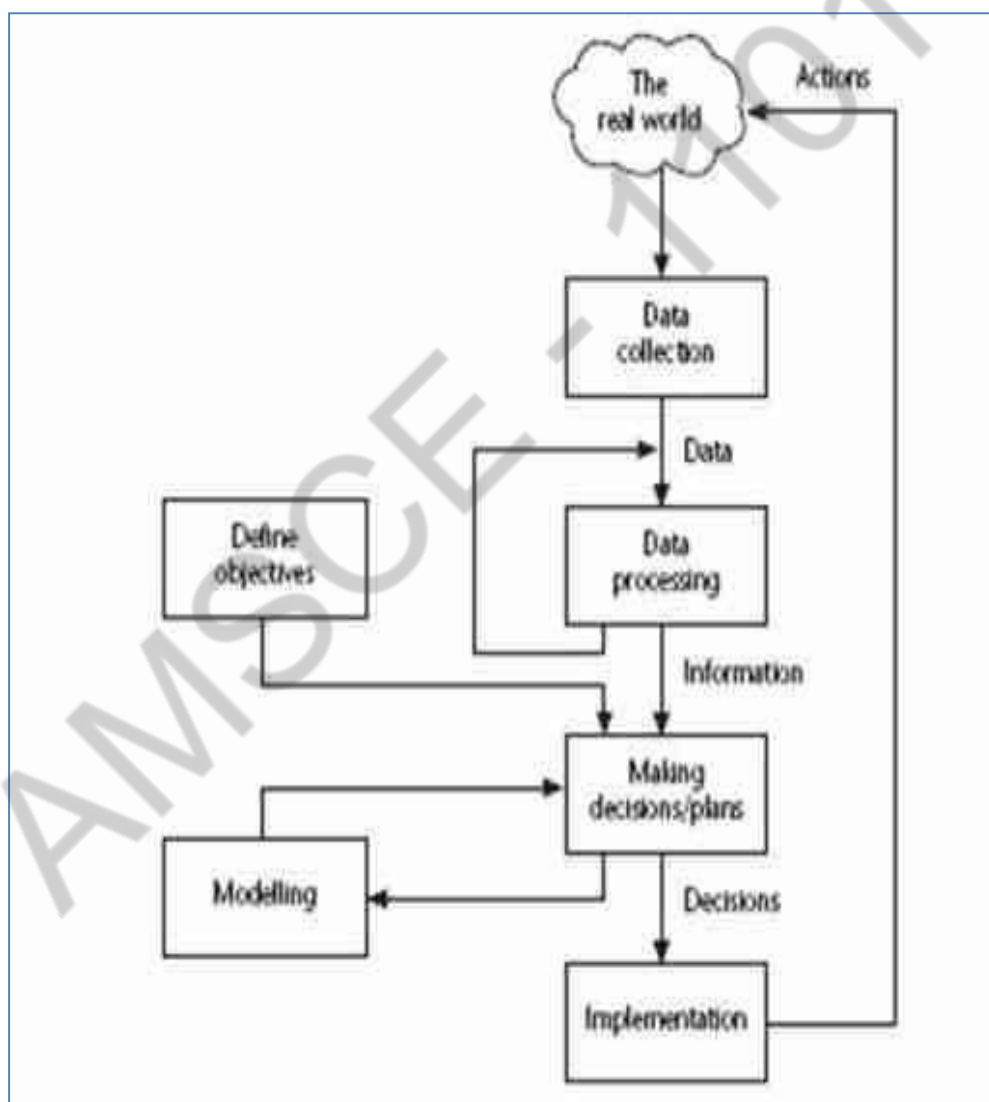 The
real world
Actions
Data
collection
Data
Define
objectives
Data
processing
Information
Making
decisions/plans
Modelling
Decisions
Implementation
AMSCE - 1101